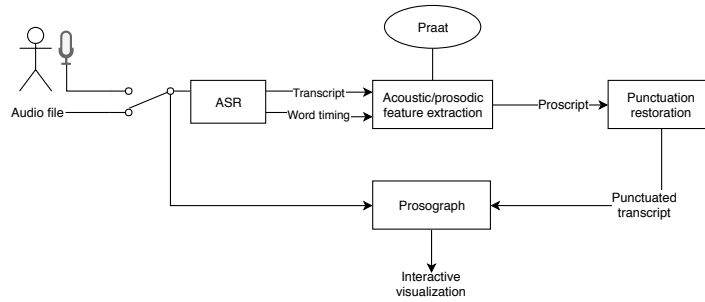 Praat
Audio file
ASR
Transcript
Word timing
Acoustic/prosodic
feature extraction
Proscript
Punctuation
restoration
Prosograph
Punctuated
transcript
Interactive
visualization